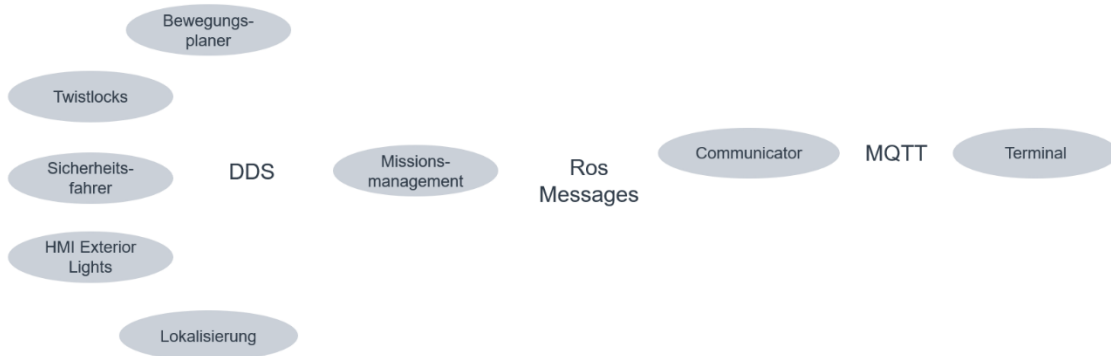 Bewegungs-
planer
Twistlocks
Sicherheits-
fahrer
HMI Exterior
Lights
Lokalisierung
DDS
Missions-
management
Ros
Messages
Communicator
MQTT
Terminal